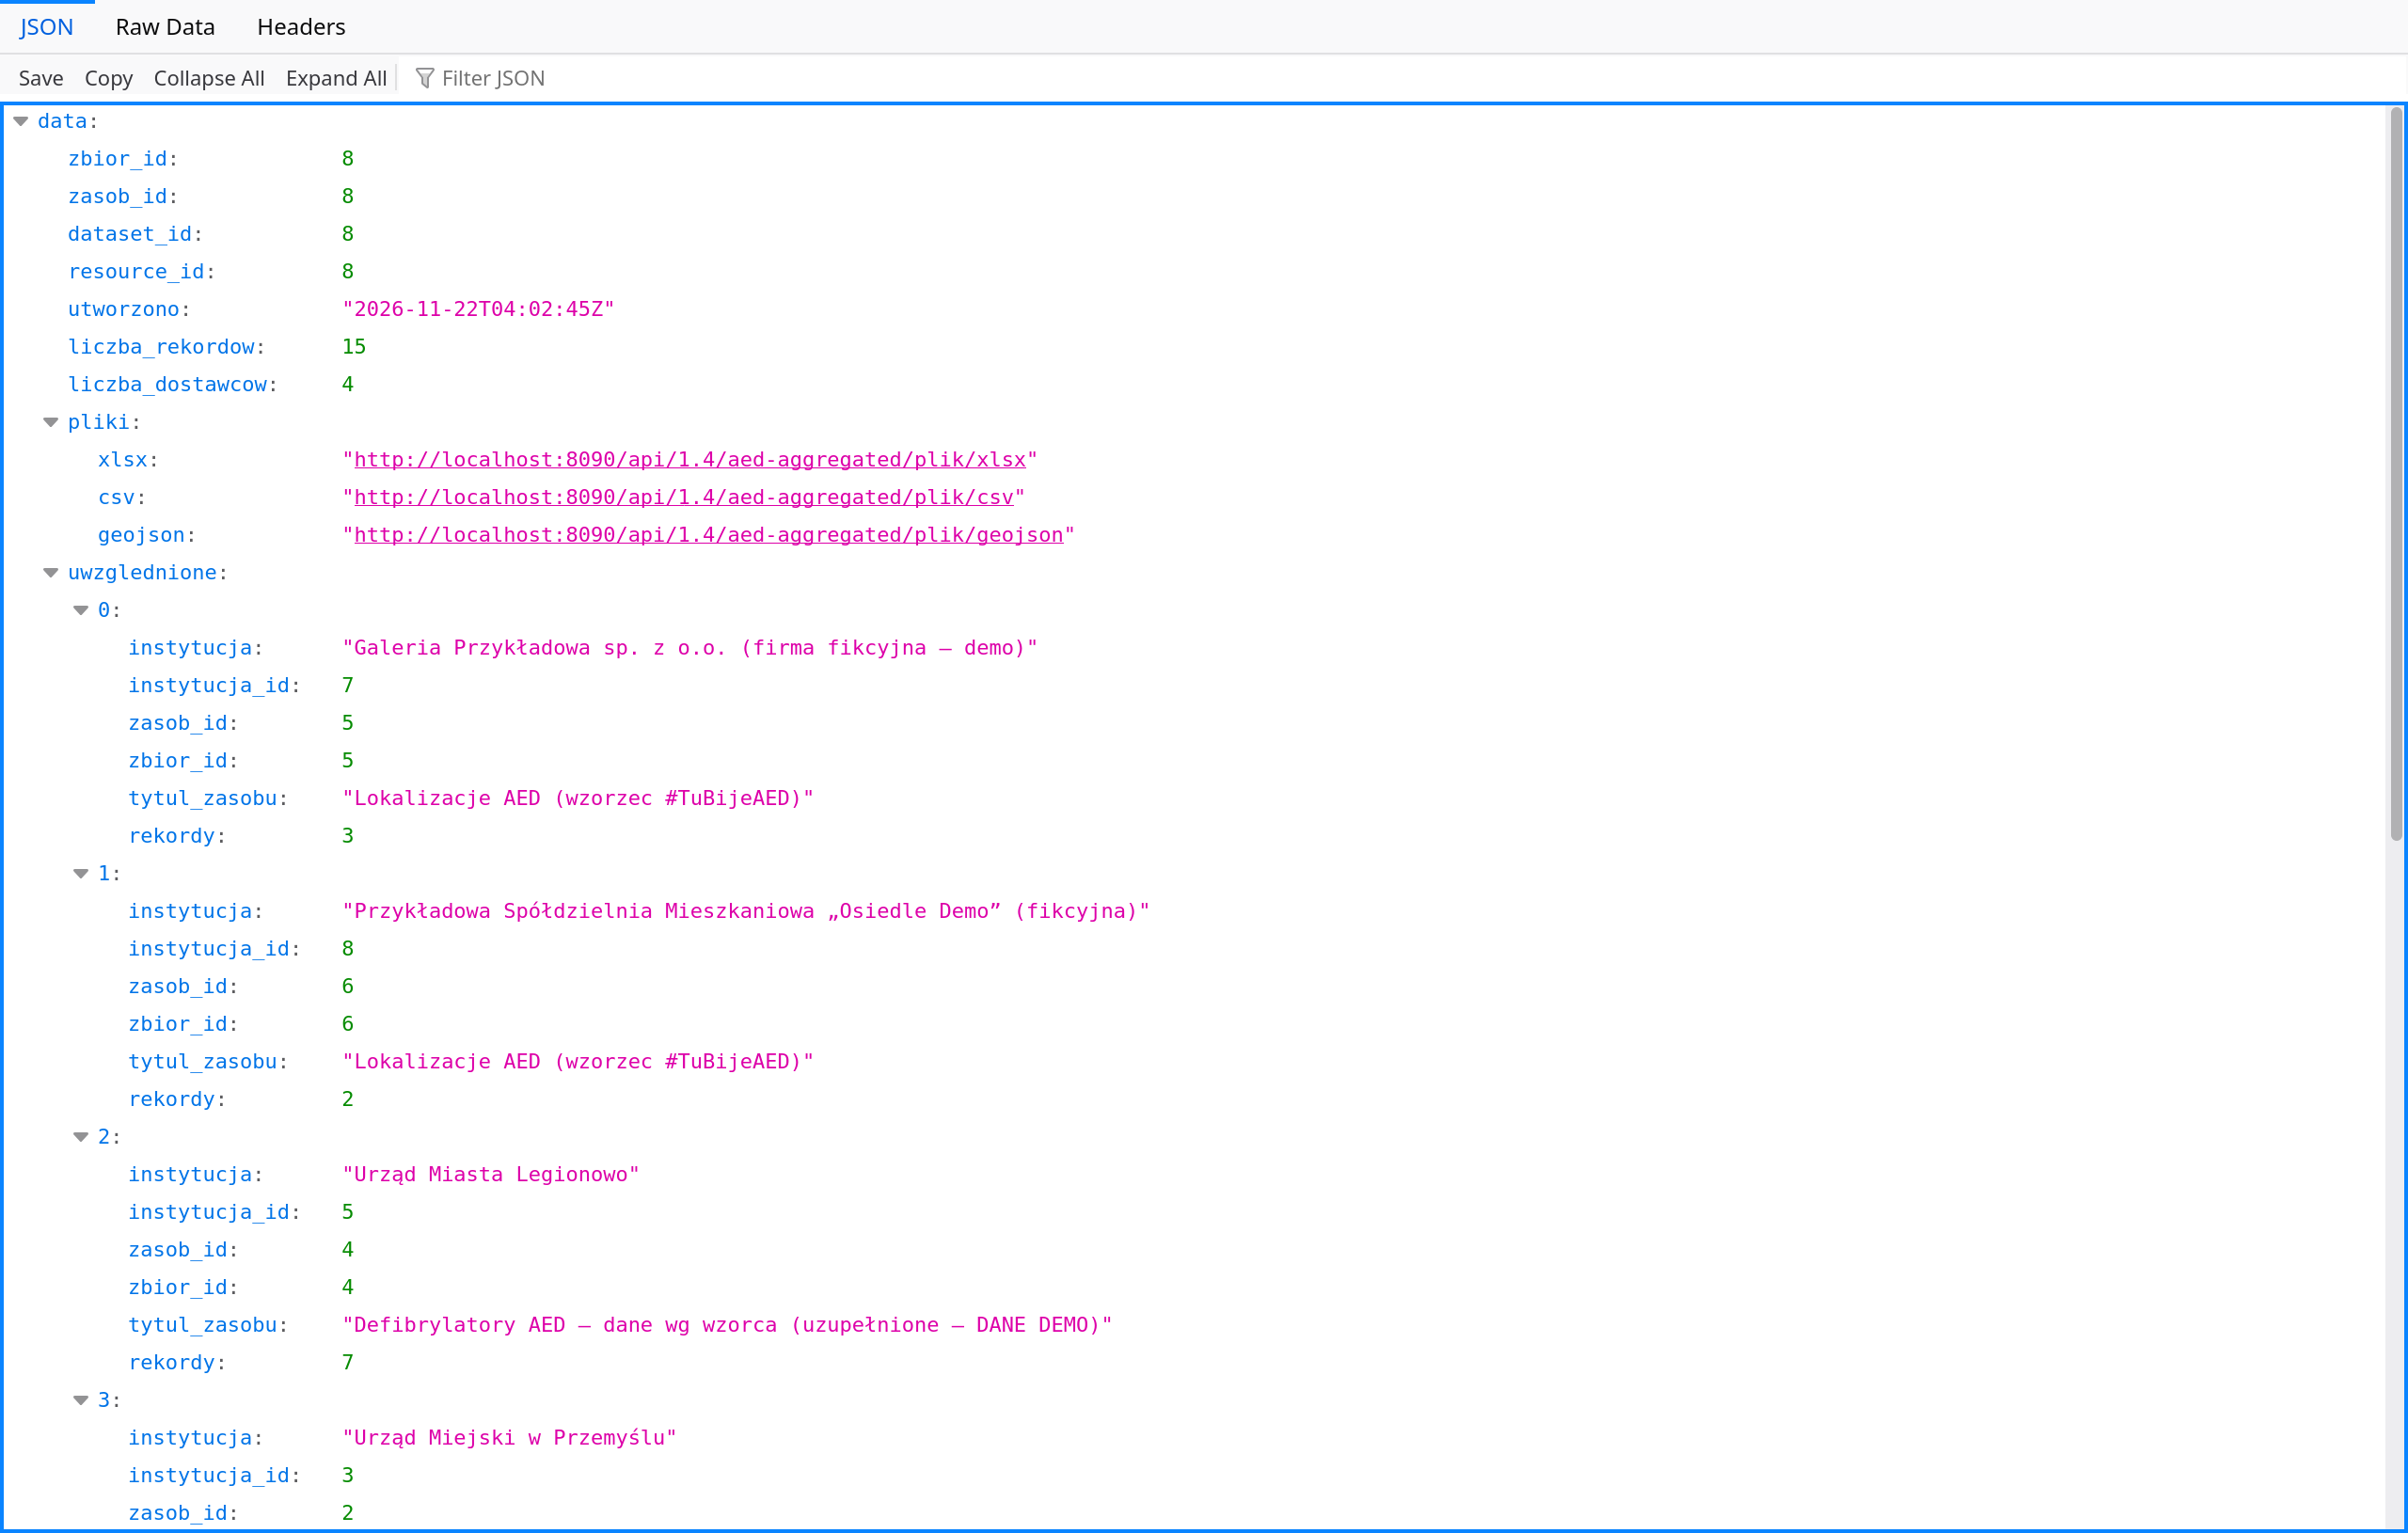 JSON Raw Data Headers
Save Copy Collapse All Expand All Filter JSON
data:
zbior_id: 8
zasob_id: 8
dataset_id: 8
resource_id: 8
utworzono: "2026-11-22T04:02:45Z"
liczba_rekordow: 15
liczba_dostawcow: 4
pliki:
xlsx: "http://localhost:8090/api/1.4/aed-aggregated/plik/xlsx"
csv: "http://localhost:8090/api/1.4/aed-aggregated/plik/csv"
geojson: "http://localhost:8090/api/1.4/aed-aggregated/plik/geojson"
uwzglednione:
0:
instytucja: "Galeria Przykładowa sp. z o.o. (firma fikcyjna — demo)"
instytucja_id: 7
zasob_id: 5
zbior_id: 5
tytul_zasobu: "Lokalizacje AED (wzorzec #TuBijeAED)"
rekordy: 3
1:
instytucja: "Przykładowa Spółdzielnia Mieszkaniowa „Osiedle Demo” (fikcyjna)"
instytucja_id: 8
zasob_id: 6
zbior_id: 6
tytul_zasobu: "Lokalizacje AED (wzorzec #TuBijeAED)"
rekordy: 2
2:
instytucja: "Urząd Miasta Legionowo"
instytucja_id: 5
zasob_id: 4
zbior_id: 4
tytul_zasobu: "Defibrylatory AED — dane wg wzorca (uzupełnione — DANE DEMO)"
rekordy: 7
3:
instytucja: "Urząd Miejski w Przemyślu"
instytucja_id: 3
zasob_id: 2